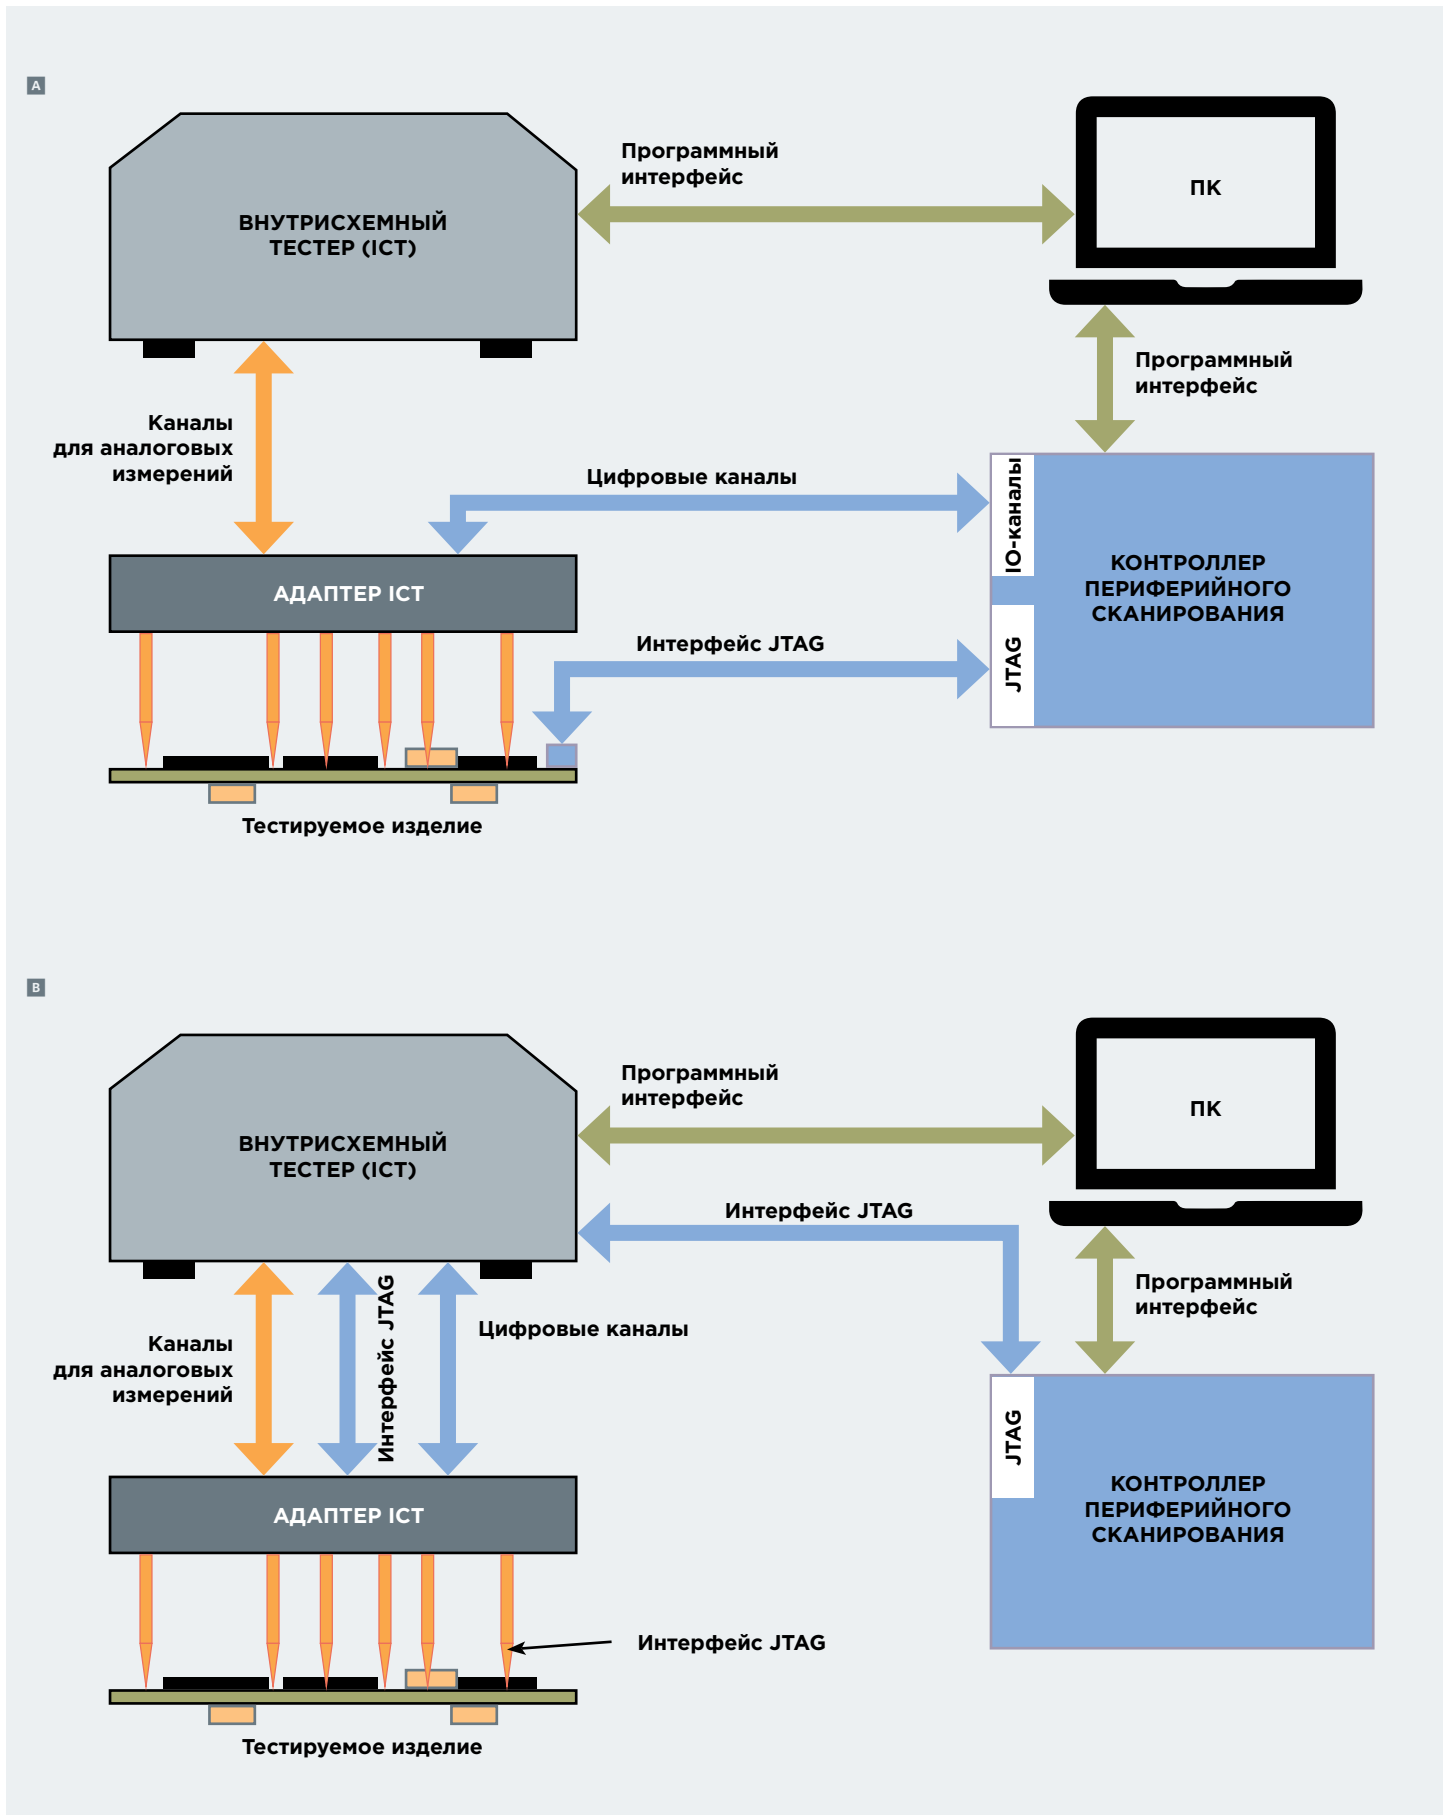 A
Программный
интерфейс
ПК
ВНУТРИСХЕМНЫЙ
ТЕСТЕР (ICT)
Программный
интерфейс
Каналы
для аналоговых
измерений
Цифровые каналы
IO-каналы
КОНТРОЛЛЕР
ПЕРИФЕРИЙНОГО
СКАНИРОВАНИЯ
АДАПТЕР ICT
Интерфейс JTAG
JTAG
Тестируемое изделие
B
Программный
интерфейс
ПК
ВНУТРИСХЕМНЫЙ
ТЕСТЕР (ICT)
Интерфейс JTAG
Программный
интерфейс
Каналы
для аналоговых
измерений
Интерфейс JTAG
Цифровые каналы
JTAG
КОНТРОЛЛЕР
ПЕРИФЕРИЙНОГО
СКАНИРОВАНИЯ
АДАПТЕР ICT
Интерфейс JTAG
Тестируемое изделие